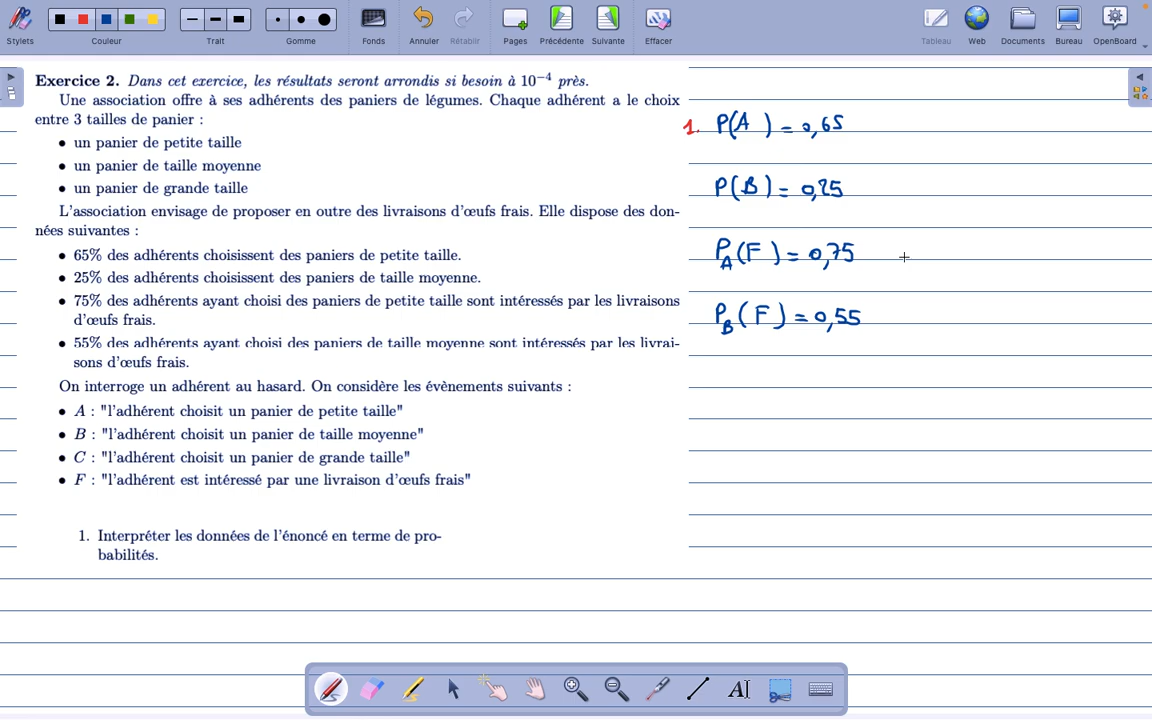 Stylets
Couleur
Trait
Gomme
Fonds
Annuler
Rétablir
Pages
Précédente
Suivante
Effacer
Tableau
Web
Documents
Bureau
OpenBoard
Exercice 2. Dans cet exercice, les résultats seront arrondis si besoin à 10⁻⁴ près.
Une association offre à ses adhérents des paniers de légumes. Chaque adhérent a le choix
entre 3 tailles de panier :
• un panier de petite taille
• un panier de taille moyenne
• un panier de grande taille
L'association envisage de proposer en outre des livraisons d'œufs frais. Elle dispose des don-
nées suivantes :
• 65% des adhérents choisissent des paniers de petite taille.
• 25% des adhérents choisissent des paniers de taille moyenne.
• 75% des adhérents ayant choisi des paniers de petite taille sont intéressés par les livraisons
d'œufs frais.
• 55% des adhérents ayant choisi des paniers de taille moyenne sont intéressés par les livrai-
sons d'œufs frais.
On interroge un adhérent au hasard. On considère les évènements suivants :
• A : "l'adhérent choisit un panier de petite taille"
• B : "l'adhérent choisit un panier de taille moyenne"
• C : "l'adhérent choisit un panier de grande taille"
• F : "l'adhérent est intéressé par une livraison d'œufs frais"
1. Interpréter les données de l'énoncé en terme de pro-
babilités.
1. P(A) = 0,65
P(B) = 0,25
P_A(F) = 0,75
P_B(F) = 0,55